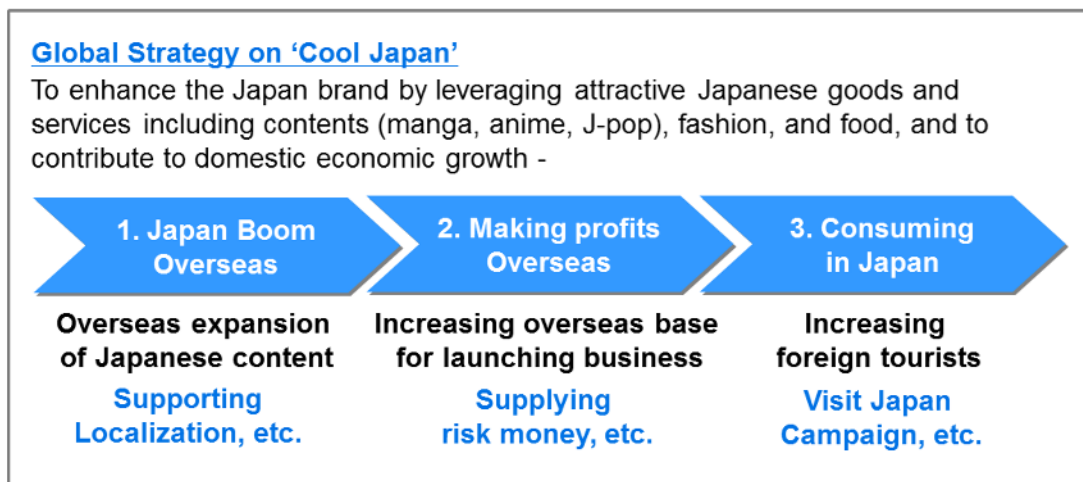 Global Strategy on ‘Cool Japan’
To enhance the Japan brand by leveraging attractive Japanese goods and
services including contents (manga, anime, J-pop), fashion, and food, and to
contribute to domestic economic growth -
1. Japan Boom
Overseas
2. Making profits
Overseas
3. Consuming
in Japan
Overseas expansion
of Japanese content
Increasing overseas base
for launching business
Increasing
foreign tourists
Supporting
Localization, etc.
Supplying
risk money, etc.
Visit Japan
Campaign, etc.